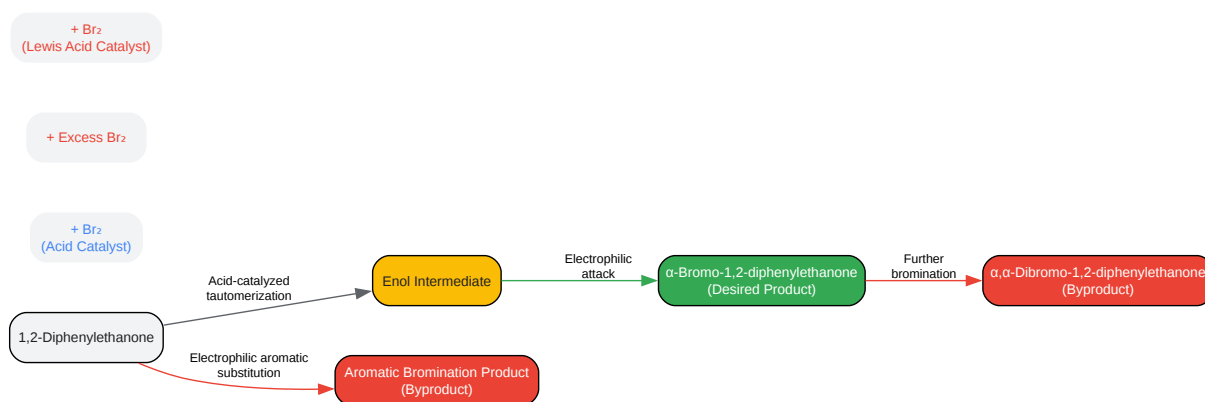 + Br₂
(Lewis Acid Catalyst)
+ Excess Br₂
+ Br₂
(Acid Catalyst)
1,2-Diphenylethanone
Acid-catalyzed
tautomerization
Enol Intermediate
Electrophilic
attack
α-Bromo-1,2-diphenylethanone
(Desired Product)
Further
bromination
α,α-Dibromo-1,2-diphenylethanone
(Byproduct)
Electrophilic aromatic
substitution
Aromatic Bromination Product
(Byproduct)